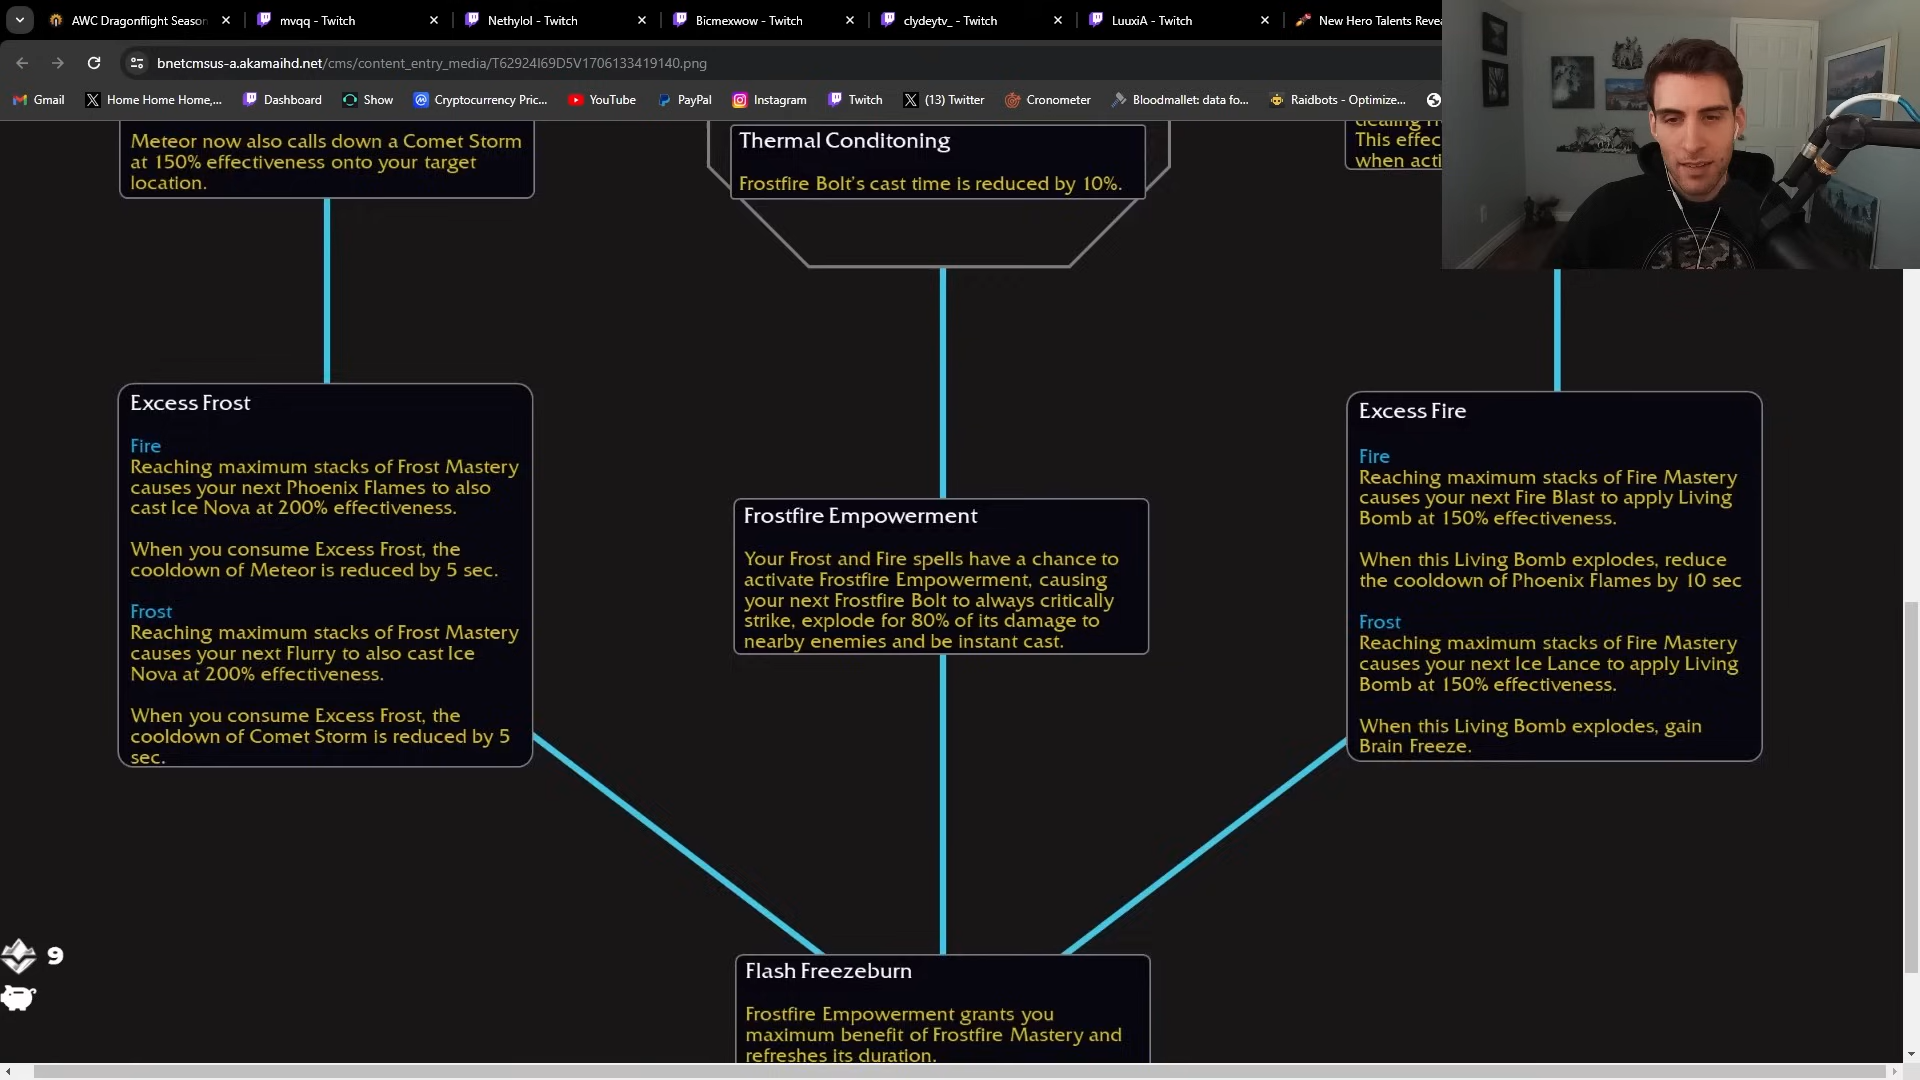 AWC Dragonflight Season
mvqq - Twitch
Nethylol - Twitch
Bicmexwow - Twitch
clydeytv_ - Twitch
LuuxiA - Twitch
New Hero Talents Revea
bnetcmsus-a.akamaihd.net/cms/content_entry_media/T62924I69D5V1706133419140.png
Gmail
Home Home Home,...
Dashboard
Show
Cryptocurrency Pric...
YouTube
PayPal
Instagram
Twitch
(13) Twitter
Cronometer
Bloodmallet: data fo...
Raidbots - Optimize...
Meteor now also calls down a Comet Storm
at 150% effectiveness onto your target
location.
Thermal Conditioning
Frostfire Bolt's cast time is reduced by 10%.
This effec
when acti
Excess Frost
Fire
Reaching maximum stacks of Frost Mastery
causes your next Phoenix Flames to also
cast Ice Nova at 200% effectiveness.
When you consume Excess Frost, the
cooldown of Meteor is reduced by 5 sec.
Frost
Reaching maximum stacks of Frost Mastery
causes your next Flurry to also cast Ice
Nova at 200% effectiveness.
When you consume Excess Frost, the
cooldown of Comet Storm is reduced by 5
sec.
Frostfire Empowerment
Your Frost and Fire spells have a chance to
activate Frostfire Empowerment, causing
your next Frostfire Bolt to always critically
strike, explode for 80% of its damage to
nearby enemies and be instant cast.
Excess Fire
Fire
Reaching maximum stacks of Fire Mastery
causes your next Fire Blast to apply Living
Bomb at 150% effectiveness.
When this Living Bomb explodes, reduce
the cooldown of Phoenix Flames by 10 sec
Frost
Reaching maximum stacks of Fire Mastery
causes your next Ice Lance to apply Living
Bomb at 150% effectiveness.
When this Living Bomb explodes, gain
Brain Freeze.
Flash Freezeburn
Frostfire Empowerment grants you
maximum benefit of Frostfire Mastery and
refreshes its duration.
9